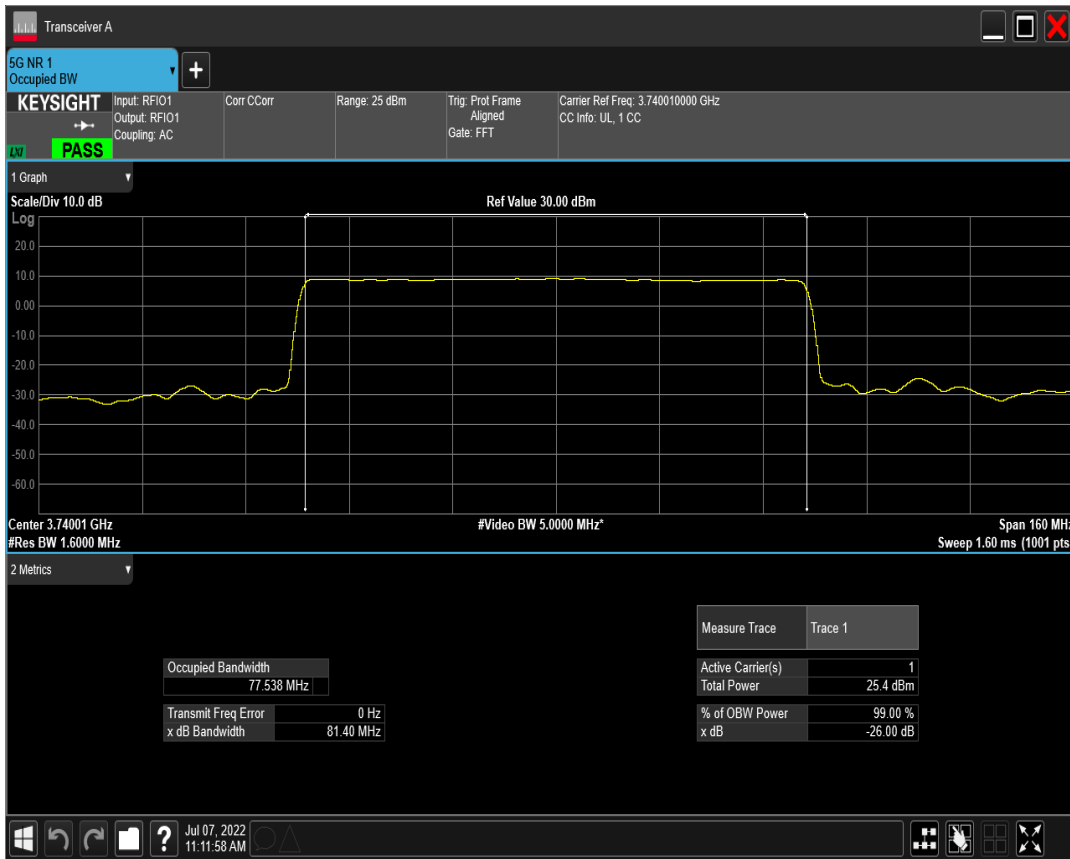 Transceiver A
5G NR 1
Occupied BW
KEYSIGHT
LXI
PASS
Input: RFIO1
Output: RFIO1
Coupling: AC
Corr CCorr
Range: 25 dBm
Trig: Prot Frame
Aligned
Gate: FFT
Carrier Ref Freq: 3.740010000 GHz
CC Info: UL, 1 CC
1 Graph
Scale/Div 10.0 dB
Ref Value 30.00 dBm
Log
20.0
10.0
0.00
-10.0
-20.0
-30.0
-40.0
-50.0
-60.0
Center 3.74001 GHz
#Video BW 5.0000 MHz*
Span 160 MHz
#Res BW 1.6000 MHz
Sweep 1.60 ms (1001 pts
2 Metrics
Measure Trace Trace 1
Occupied Bandwidth
77.538 MHz
Active Carrier(s) 1
Total Power 25.4 dBm
Transmit Freq Error 0 Hz
x dB Bandwidth 81.40 MHz
% of OBW Power 99.00 %
x dB -26.00 dB
?
Jul 07, 2022
11:11:58 AM